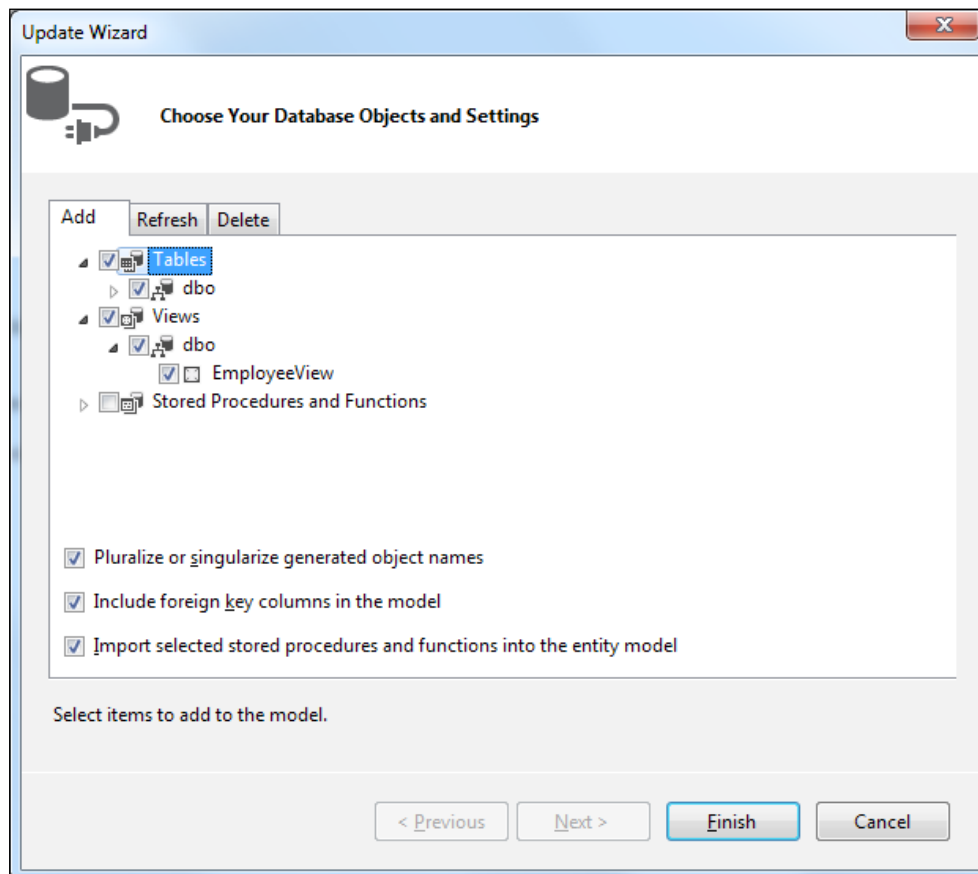 Update Wizard
Choose Your Database Objects and Settings
Add Refresh Delete
Tables
dbo
Views
dbo
EmployeeView
Stored Procedures and Functions
Pluralize or singularize generated object names
Include foreign key columns in the model
Import selected stored procedures and functions into the entity model
Select items to add to the model.
< Previous Next > Finish Cancel